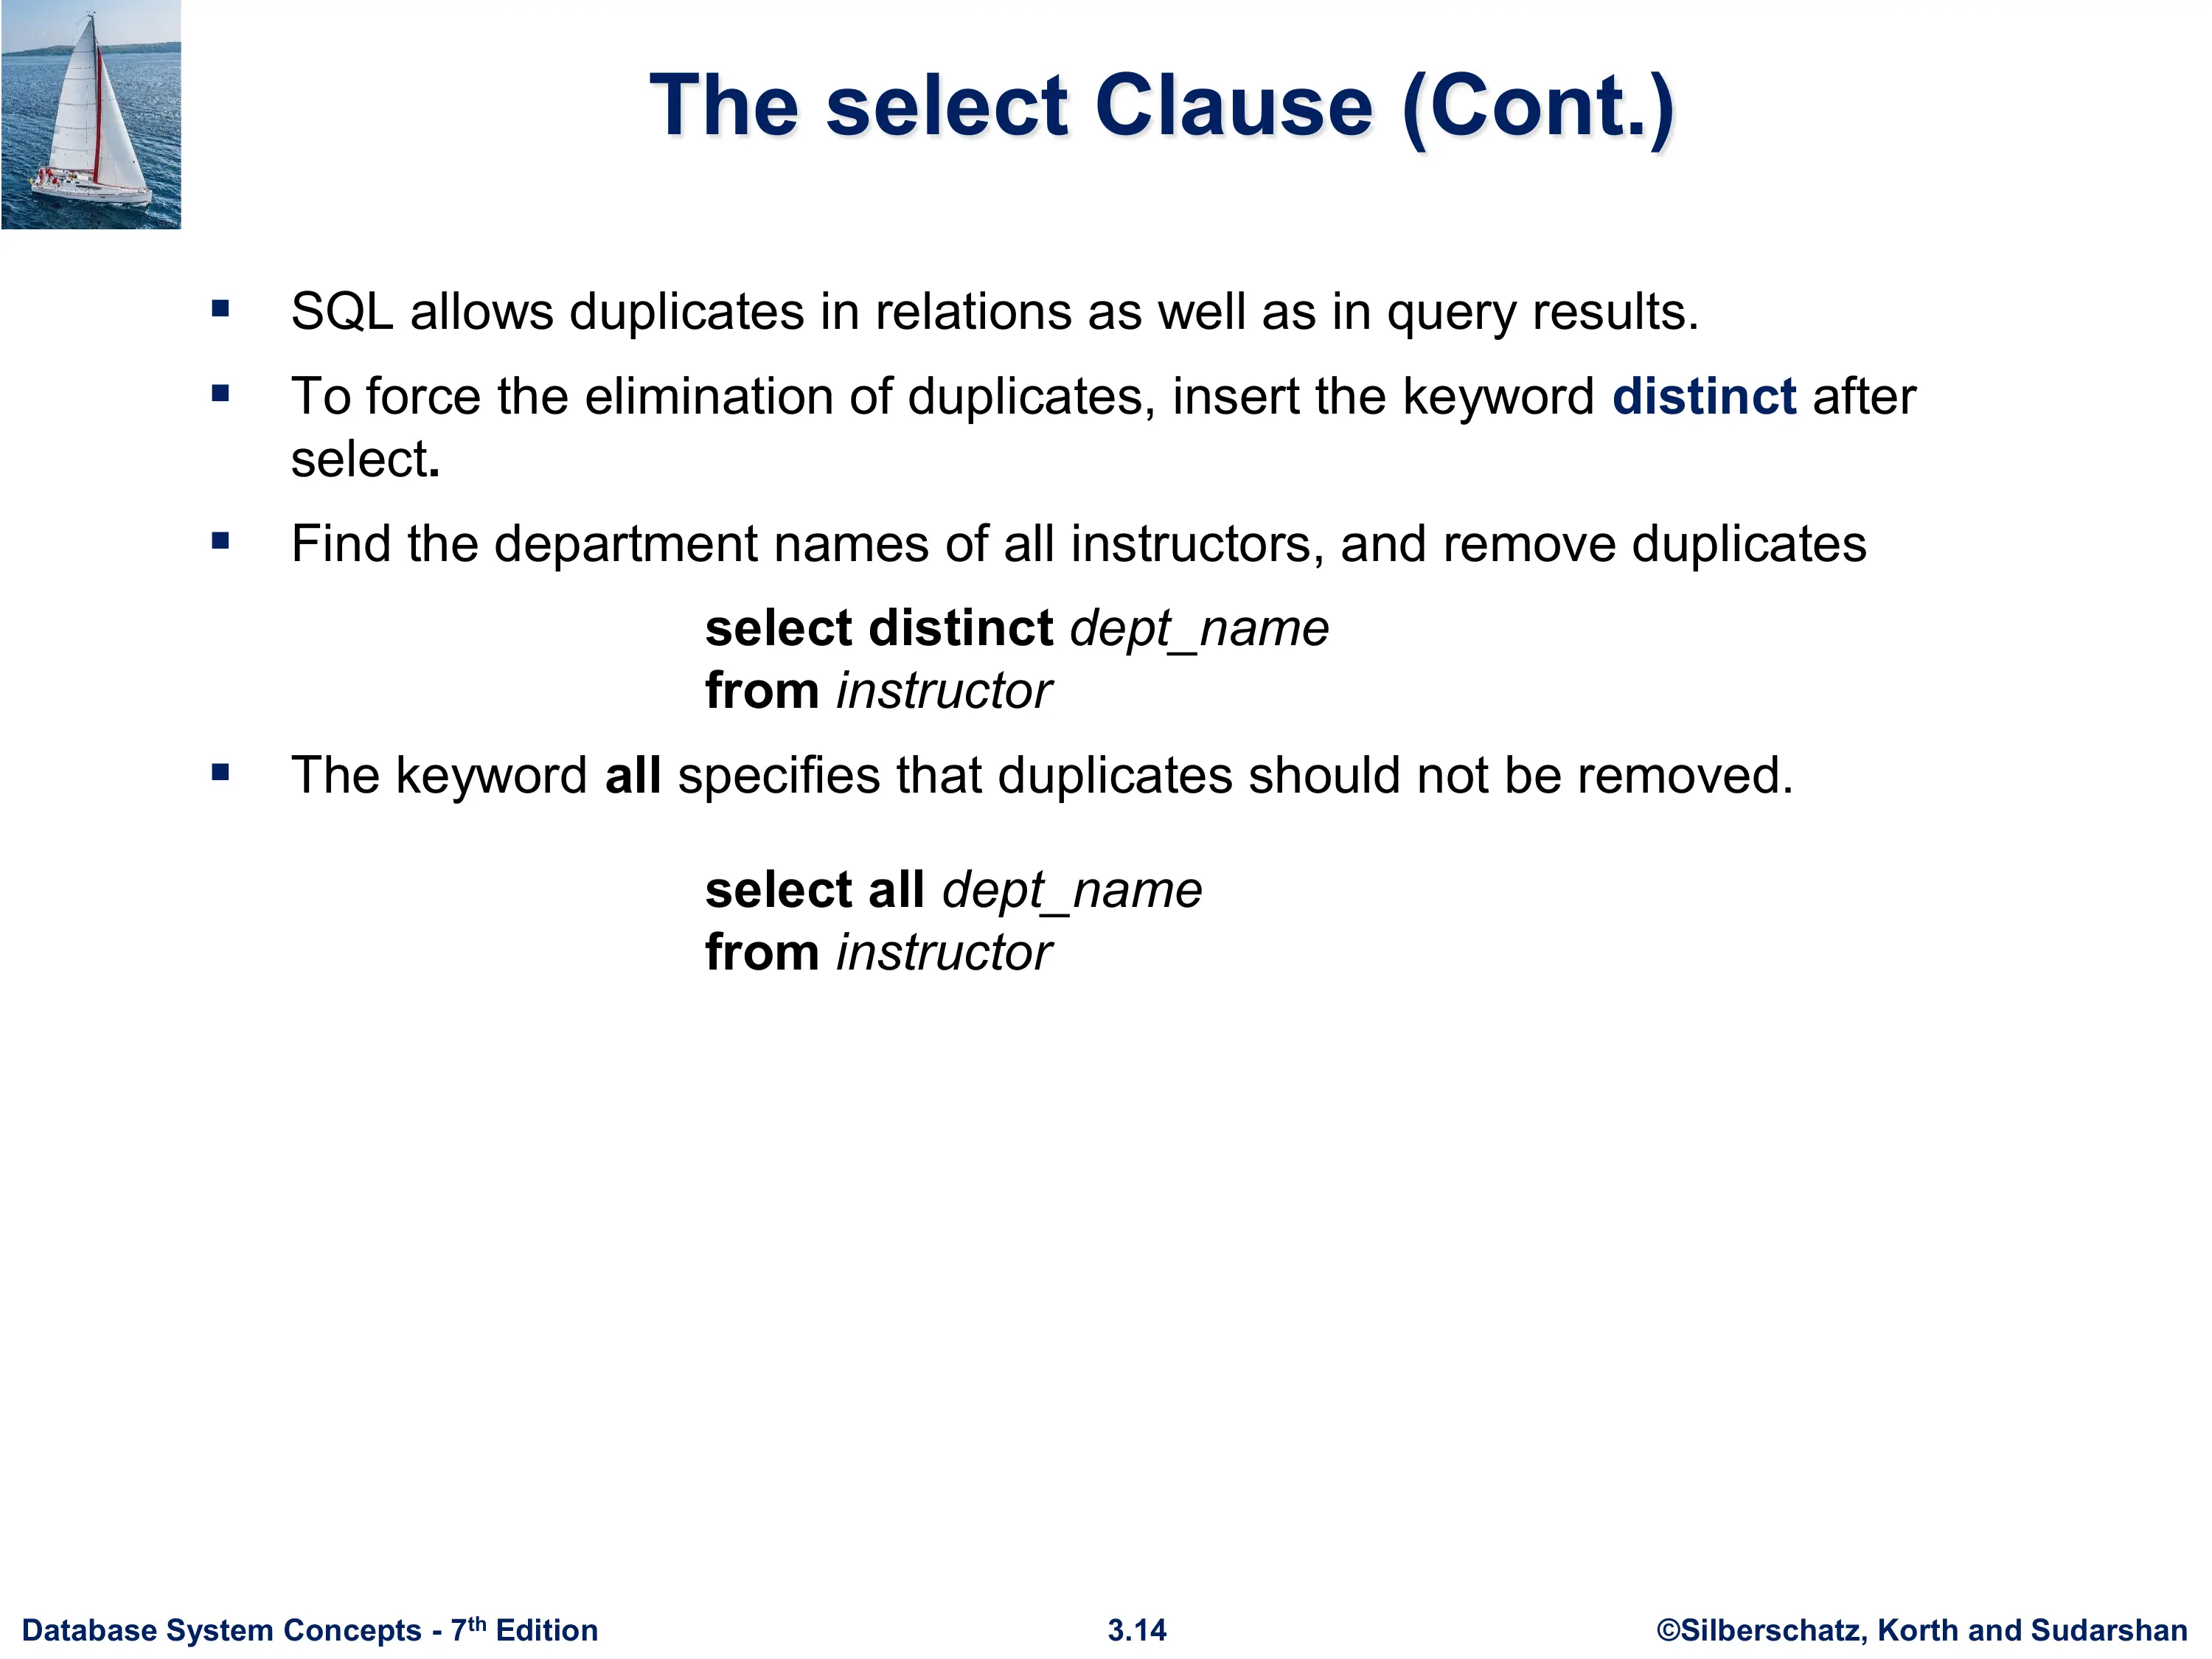 The select Clause (Cont.)
▪ SQL allows duplicates in relations as well as in query results.
▪ To force the elimination of duplicates, insert the keyword distinct after
select.
▪ Find the department names of all instructors, and remove duplicates
select distinct dept_name
from instructor
▪ The keyword all specifies that duplicates should not be removed.
select all dept_name
from instructor
Database System Concepts - 7th Edition
3.14
©Silberschatz, Korth and Sudarshan